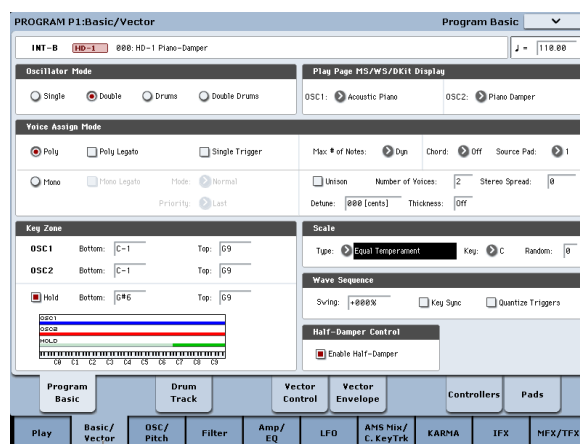 PROGRAM P1:Basic/Vector Program Basic
INT-B HD-1 000: HD-1 Piano-Damper ♩ = 110.00
Oscillator Mode Play Page MS/WS/DKit Display
Single Double Drums Double Drums OSC1: Acoustic Piano OSC2: Piano Damper
Voice Assign Mode
Poly Poly Legato Single Trigger Max # of Notes: Dyn Chord: Off Source Pad: 1
Mono Mono Legato Mode: Normal Unison Number of Voices: 2 Stereo Spread: 0
Priority: Last Detune: 000 [cents] Thickness: Off
Key Zone Scale
OSC1 Bottom: C-1 Top: G9 Type: Equal Temperament Key: C Random: 0
OSC2 Bottom: C-1 Top: G9
Wave Sequence
Hold Bottom: G#6 Top: G9 Swing: +000% Key Sync Quantize Triggers
OSC1
OSC2
HOLD
Half-Damper Control
Enable Half-Damper
C0 C1 C2 C3 C4 C5 C6 C7 C8 C9
Program Basic Drum Track Vector Control Vector Envelope Controllers Pads
Play Basic/Vector OSC/Pitch Filter Amp/EQ LFO AMS Mix/C.KeyTrk KARMA IFX MFX/TFX